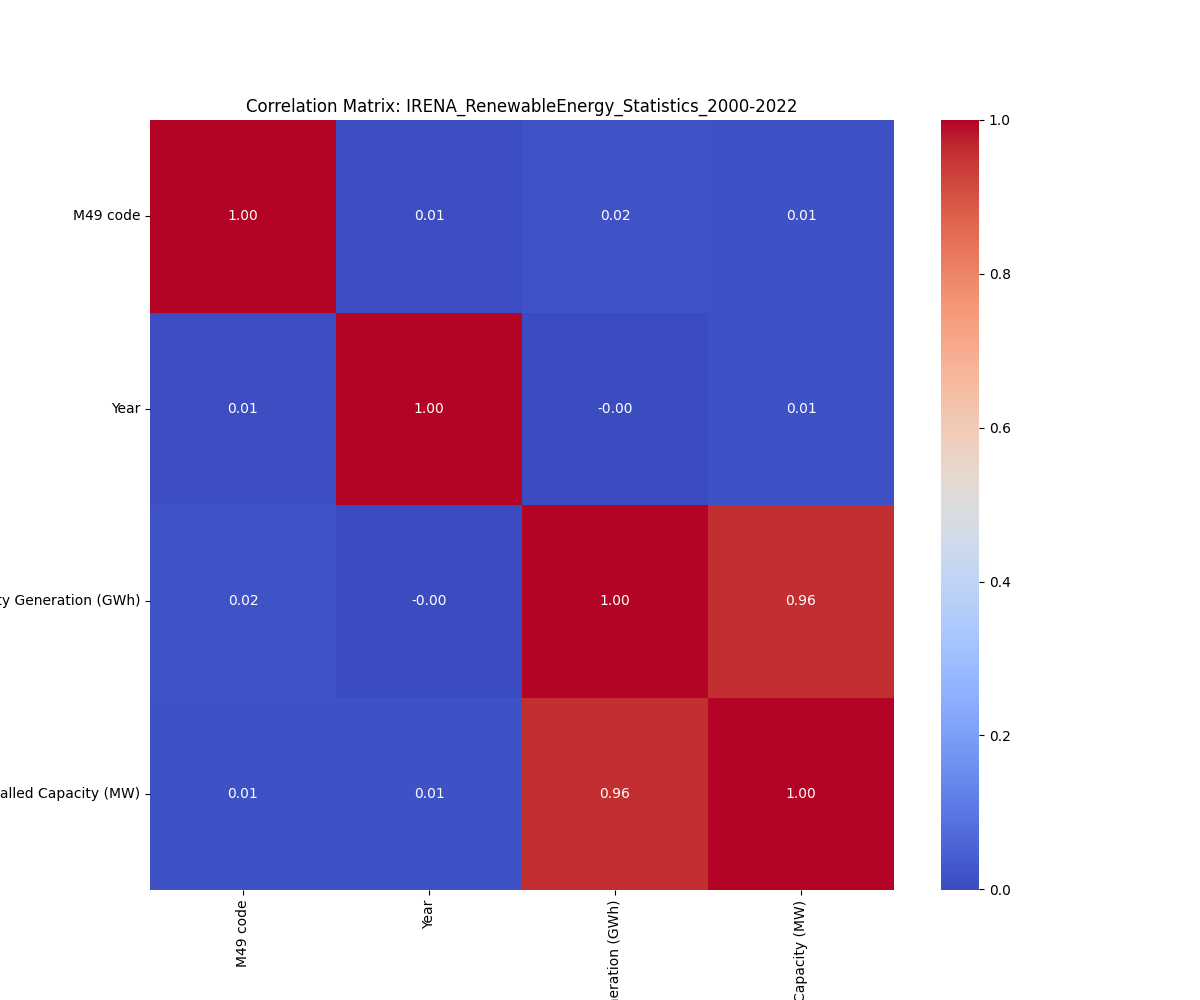 Correlation Matrix: IRENA_RenewableEnergy_Statistics_2000-2022
M49 code 1.00 0.01 0.02 0.01
Year 0.01 1.00 -0.00 0.01
ty Generation (GWh) 0.02 -0.00 1.00 0.96
alled Capacity (MW) 0.01 0.01 0.96 1.00
M49 code
Year
eration (GWh)
Capacity (MW)
1.0
0.8
0.6
0.4
0.2
0.0